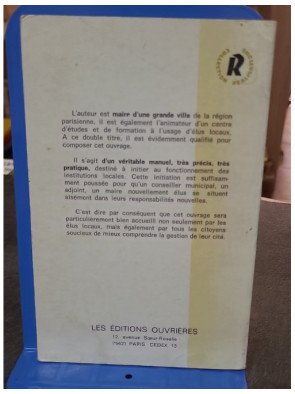 R
L'auteur est maire d'une grande ville de la région
parisienne, il est également l'animateur d'un centre
d'études et de formation à l'usage d'élus locaux.
A ce double titre, il est évidemment qualifié pour
composer cet ouvrage.
Il s'agit d'un véritable manuel, très précis, très
pratique, destiné à initier au fonctionnement des
institutions locales. Cette initiation est suffisam-
ment poussée pour qu'un conseiller municipal, un
adjoint, un maire nouvellement élus se situent
aisément dans leurs responsabilités nouvelles.
C'est dire par conséquent que cet ouvrage sera
particulièrement bien accueilli non seulement par les
élus locaux, mais également par tous les citoyens
soucieux de mieux comprendre la gestion de leur cité.
LES ÉDITIONS OUVRIÈRES
12, avenue Sœur-Rosalie
75621 PARIS CEDEX 13